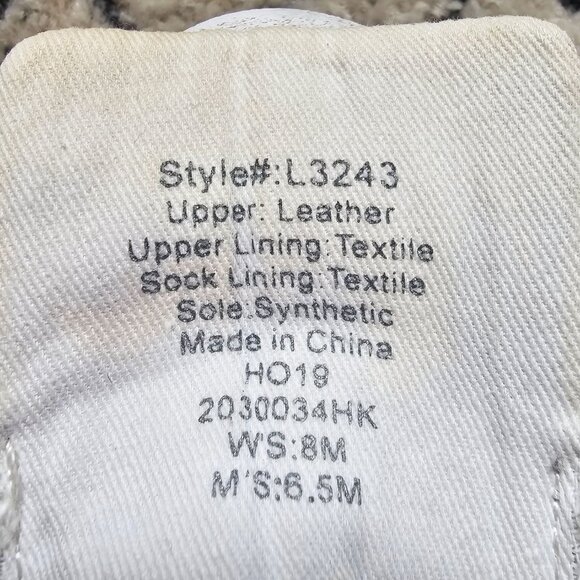 Style#:L3243
Upper: Leather
Upper Lining:Textile
Sock Lining:Textile
Sole:Synthetic
Made in China
HO19
2030034HK
W'S:8M
M'S:6.5M